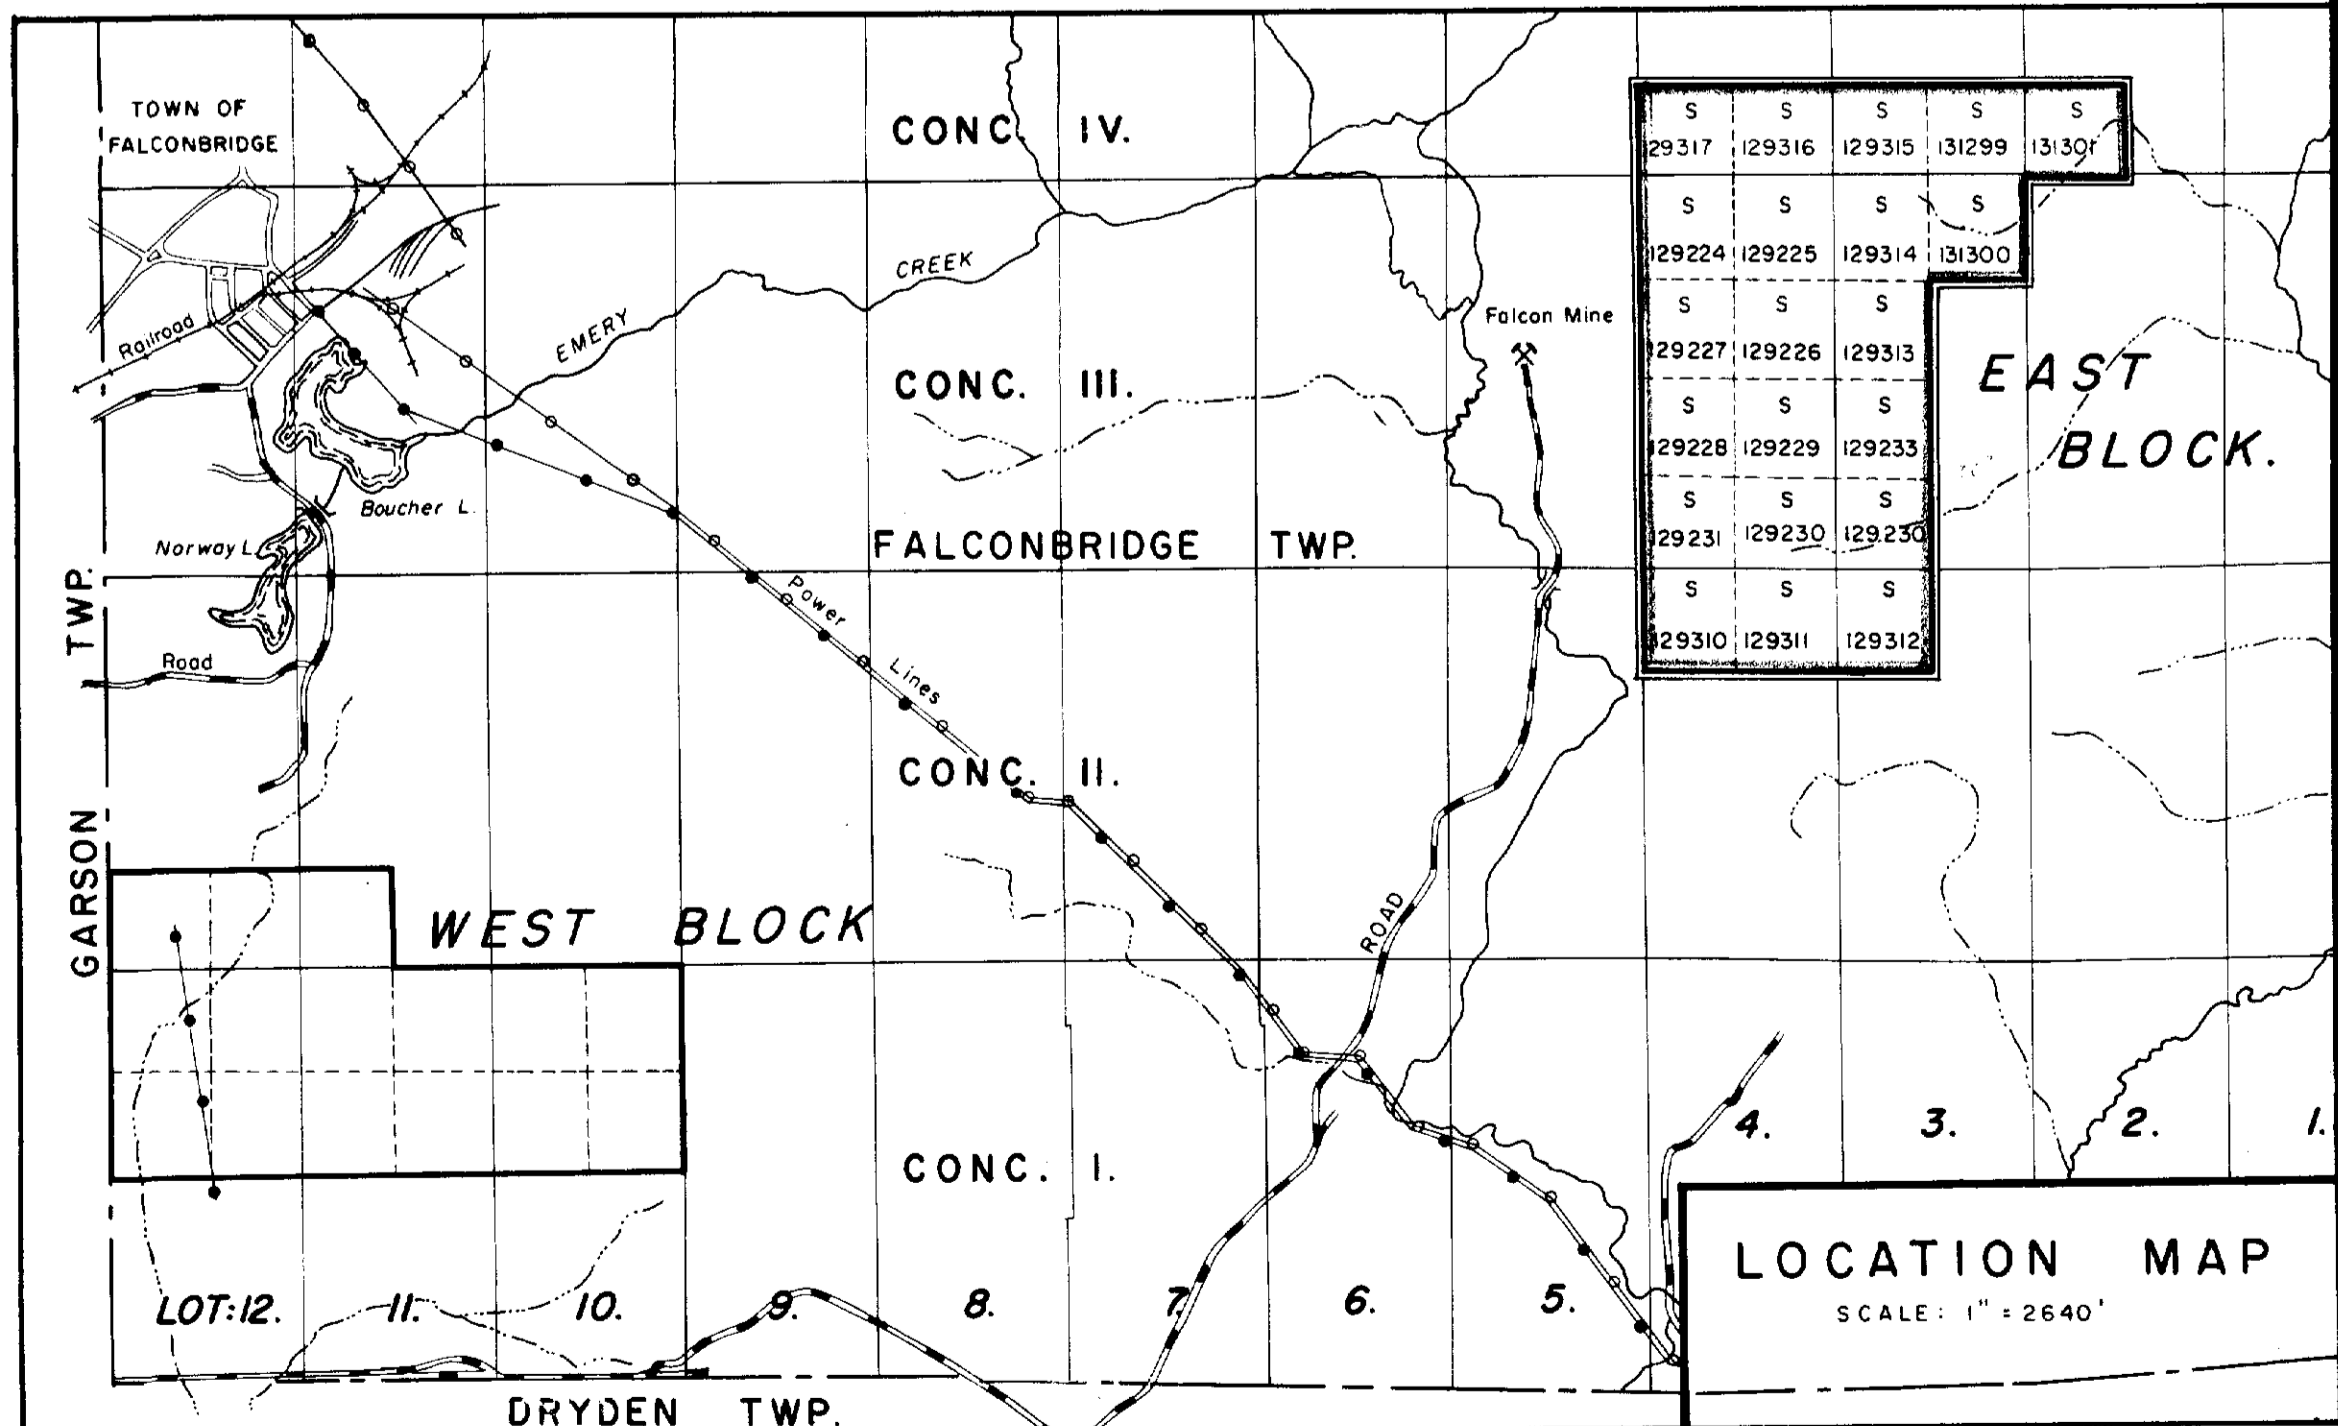 TOWN OF
FALCONBRIDGE
CONC. IV.
S S S S S
29317 129316 129315 131299 131301
S S S S
129224 129225 129314 131300
S S S
129227 129226 129313
S S S
129228 129229 129233
S S S
129231 129230 129230
S S S
129310 129311 129312
EAST
BLOCK.
Falcon Mine
EMERY CREEK
CONC. III.
Railroad
Boucher L.
Norway L.
FALCONBRIDGE TWP.
Road
Power Lines
CONC. II.
GARSON TWP.
WEST BLOCK
ROAD
CONC. I.
4. 3. 2. 1.
LOT:12. 11. 10. 9. 8. 7. 6. 5.
DRYDEN TWP.
LOCATION MAP
SCALE: 1" = 2640'